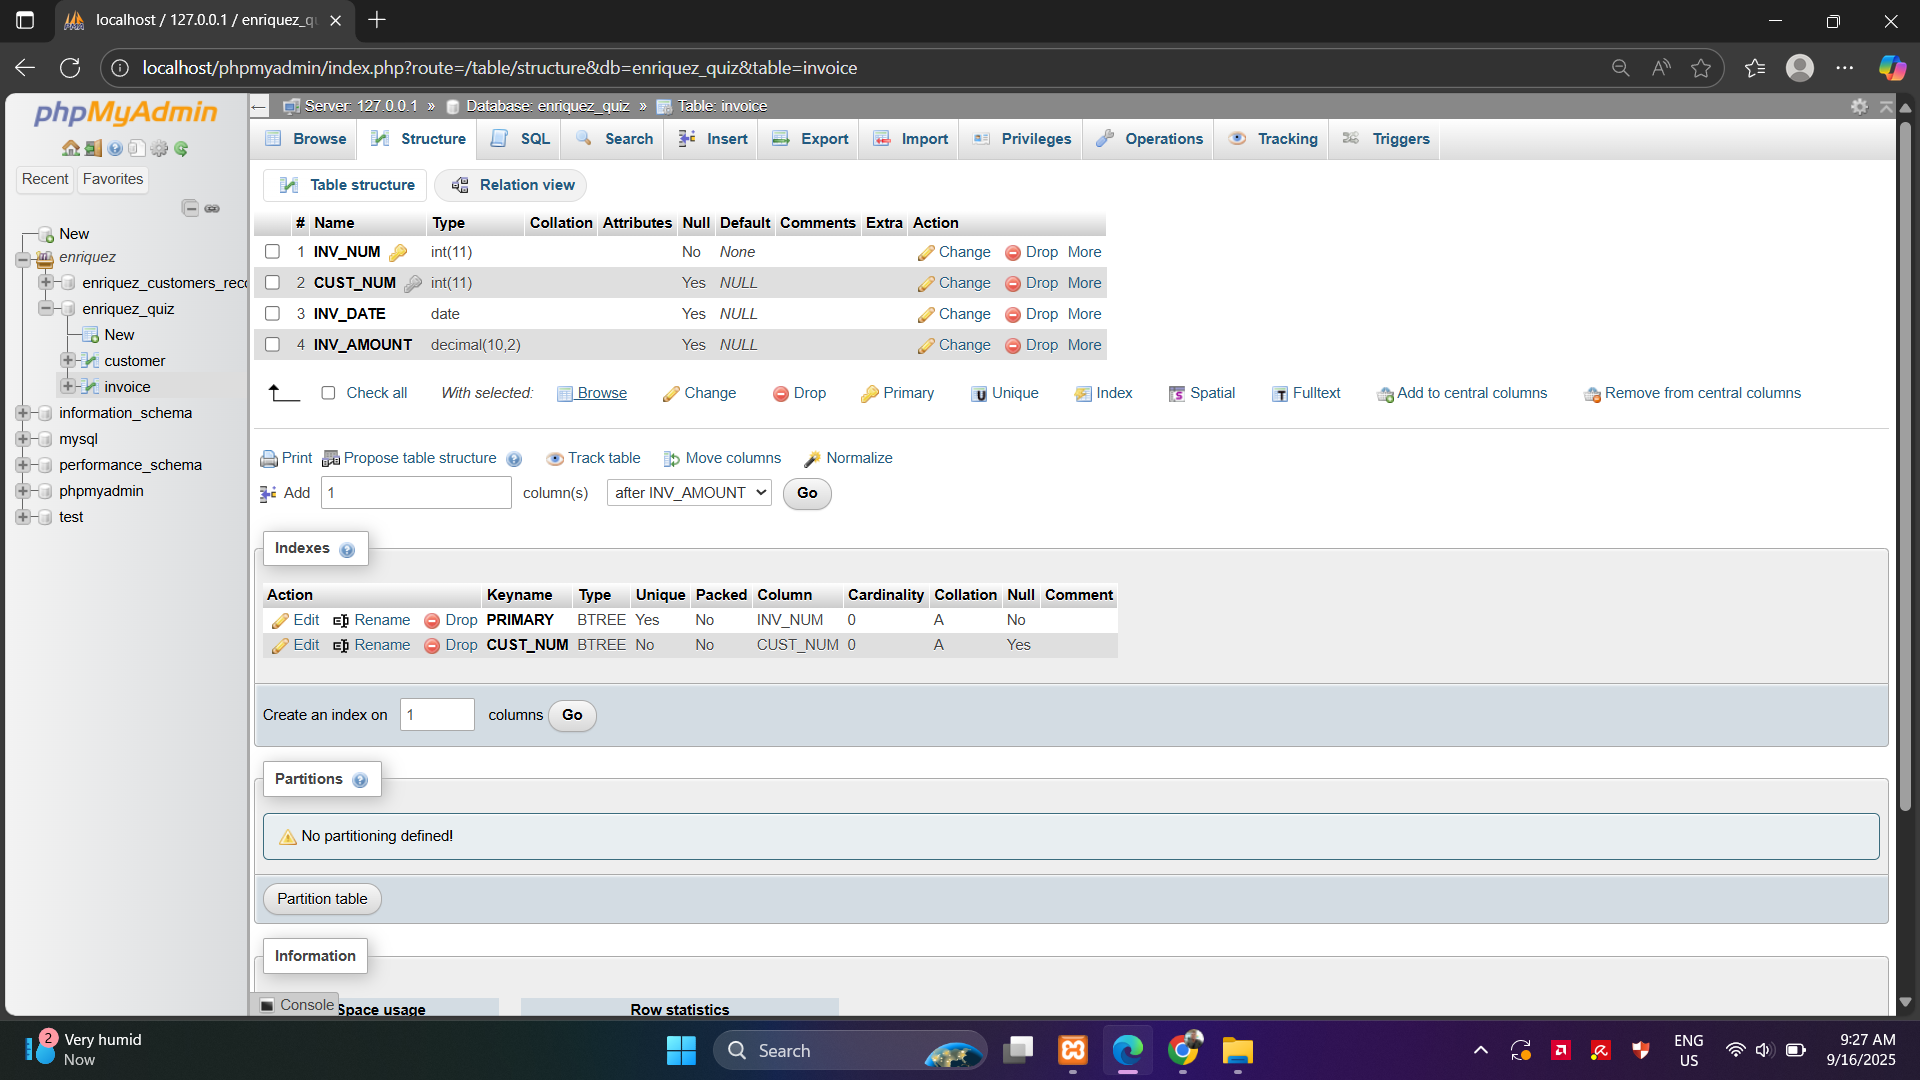 localhost / 127.0.0.1 / enriquez_q
localhost/phpmyadmin/index.php?route=/table/structure&db=enriquez_quiz&table=invoice
phpMyAdmin
Recent Favorites
New
enriquez
enriquez_customers_reco
enriquez_quiz
New
customer
invoice
information_schema
mysql
performance_schema
phpmyadmin
test
Server: 127.0.0.1 » Database: enriquez_quiz » Table: invoice
Browse Structure SQL Search Insert Export Import Privileges Operations Tracking Triggers
Table structure Relation view
# Name Type Collation Attributes Null Default Comments Extra Action
1 INV_NUM int(11) No None Change Drop More
2 CUST_NUM int(11) Yes NULL Change Drop More
3 INV_DATE date Yes NULL Change Drop More
4 INV_AMOUNT decimal(10,2) Yes NULL Change Drop More
Check all With selected: Browse Change Drop Primary Unique Index Spatial Fulltext Add to central columns Remove from central columns
Print Propose table structure Track table Move columns Normalize
Add 1 column(s) after INV_AMOUNT Go
Indexes
Action Keyname Type Unique Packed Column Cardinality Collation Null Comment
Edit Rename Drop PRIMARY BTREE Yes No INV_NUM 0 A No
Edit Rename Drop CUST_NUM BTREE No No CUST_NUM 0 A Yes
Create an index on 1 columns Go
Partitions
No partitioning defined!
Partition table
Information
Console Space usage Row statistics
2 Very humid
Now
Search
ENG
US
9:27 AM
9/16/2025